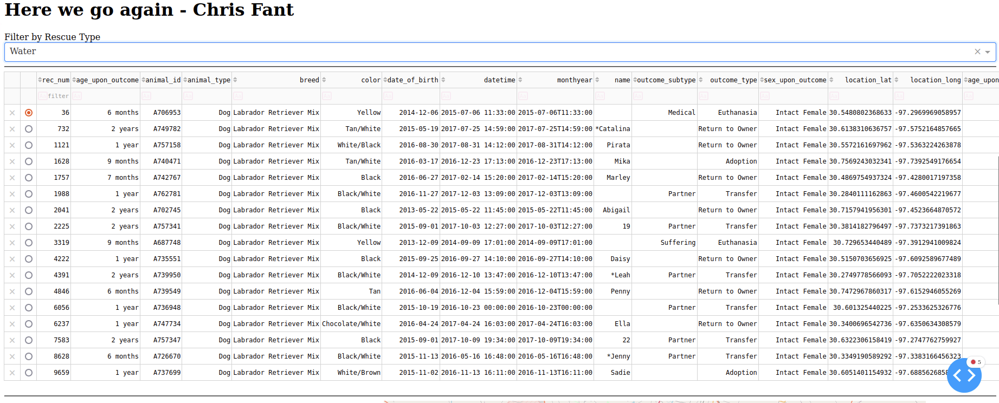 Here we go again - Chris Fant
Filter by Rescue Type
Water
rec_num age_upon_outcome animal_id animal_type breed color date_of_birth datetime monthyear name outcome_subtype outcome_type sex_upon_outcome location_lat location_long age_upon
Aa filter Aa Aa Aa Aa Aa Aa Aa Aa Aa Aa Aa Aa Aa Aa Aa
36 6 months A706953 Dog Labrador Retriever Mix Yellow 2014-12-06 2015-07-06 11:33:00 2015-07-06T11:33:00 Medical Euthanasia Intact Female 30.5480802368633 -97.2969969058957
732 2 years A749782 Dog Labrador Retriever Mix Tan/White 2015-05-19 2017-07-25 14:59:00 2017-07-25T14:59:00 *Catalina Return to Owner Intact Female 30.6138310636757 -97.5752164857665
1121 1 year A757158 Dog Labrador Retriever Mix White/Black 2016-08-30 2017-08-31 14:12:00 2017-08-31T14:12:00 Pirata Return to Owner Intact Female 30.5572161697962 -97.5363224263878
1628 9 months A740471 Dog Labrador Retriever Mix Tan/White 2016-03-17 2016-12-23 17:13:00 2016-12-23T17:13:00 Mika Adoption Intact Female 30.7569243032341 -97.7392549176654
1757 7 months A742767 Dog Labrador Retriever Mix Black 2016-06-27 2017-02-14 15:20:00 2017-02-14T15:20:00 Marley Return to Owner Intact Female 30.4869754937324 -97.4280017197358
1988 1 year A762781 Dog Labrador Retriever Mix Black/White 2016-11-27 2017-12-03 13:09:00 2017-12-03T13:09:00 Partner Transfer Intact Female 30.2840111162863 -97.4600542219677
2041 2 years A702745 Dog Labrador Retriever Mix Black 2013-05-22 2015-05-22 11:45:00 2015-05-22T11:45:00 Abigail Return to Owner Intact Female 30.7157941956301 -97.4523664870572
2225 2 years A757341 Dog Labrador Retriever Mix Black/White 2015-09-01 2017-10-03 12:27:00 2017-10-03T12:27:00 19 Partner Transfer Intact Female 30.3814182796497 -97.7373217391863
3319 9 months A687748 Dog Labrador Retriever Mix Yellow 2013-12-09 2014-09-09 17:01:00 2014-09-09T17:01:00 Suffering Euthanasia Intact Female 30.729653440489 -97.3912941009824
4222 1 year A735551 Dog Labrador Retriever Mix Black 2015-09-25 2016-09-27 14:10:00 2016-09-27T14:10:00 Daisy Return to Owner Intact Female 30.5150703656925 -97.6092589677489
4391 2 years A739950 Dog Labrador Retriever Mix Black/White 2014-12-09 2016-12-10 13:47:00 2016-12-10T13:47:00 *Leah Partner Transfer Intact Female 30.2749778566093 -97.7052222023318
4846 6 months A739549 Dog Labrador Retriever Mix Tan 2016-06-04 2016-12-04 15:59:00 2016-12-04T15:59:00 Penny Return to Owner Intact Female 30.7472967860317 -97.6152946055269
6056 1 year A736948 Dog Labrador Retriever Mix Black/White 2015-10-19 2016-10-23 00:00:00 2016-10-23T00:00:00 Partner Transfer Intact Female 30.601325440225 -97.2533625326776
6237 1 year A747734 Dog Labrador Retriever Mix Chocolate/White 2016-04-24 2017-04-24 16:03:00 2017-04-24T16:03:00 Ella Return to Owner Intact Female 30.3400696542736 -97.6350634308579
7583 2 years A757347 Dog Labrador Retriever Mix Black 2015-09-01 2017-10-09 19:34:00 2017-10-09T19:34:00 22 Partner Transfer Intact Female 30.6322306158419 -97.2747762759927
8628 6 months A726670 Dog Labrador Retriever Mix Black/White 2015-11-13 2016-05-16 16:48:00 2016-05-16T16:48:00 *Jenny Partner Transfer Intact Female 30.3349190589292 -97.3383166456323
9659 1 year A737699 Dog Labrador Retriever Mix White/Brown 2015-11-02 2016-11-13 16:11:00 2016-11-13T16:11:00 Sadie Adoption Intact Female 30.6051401154932
5